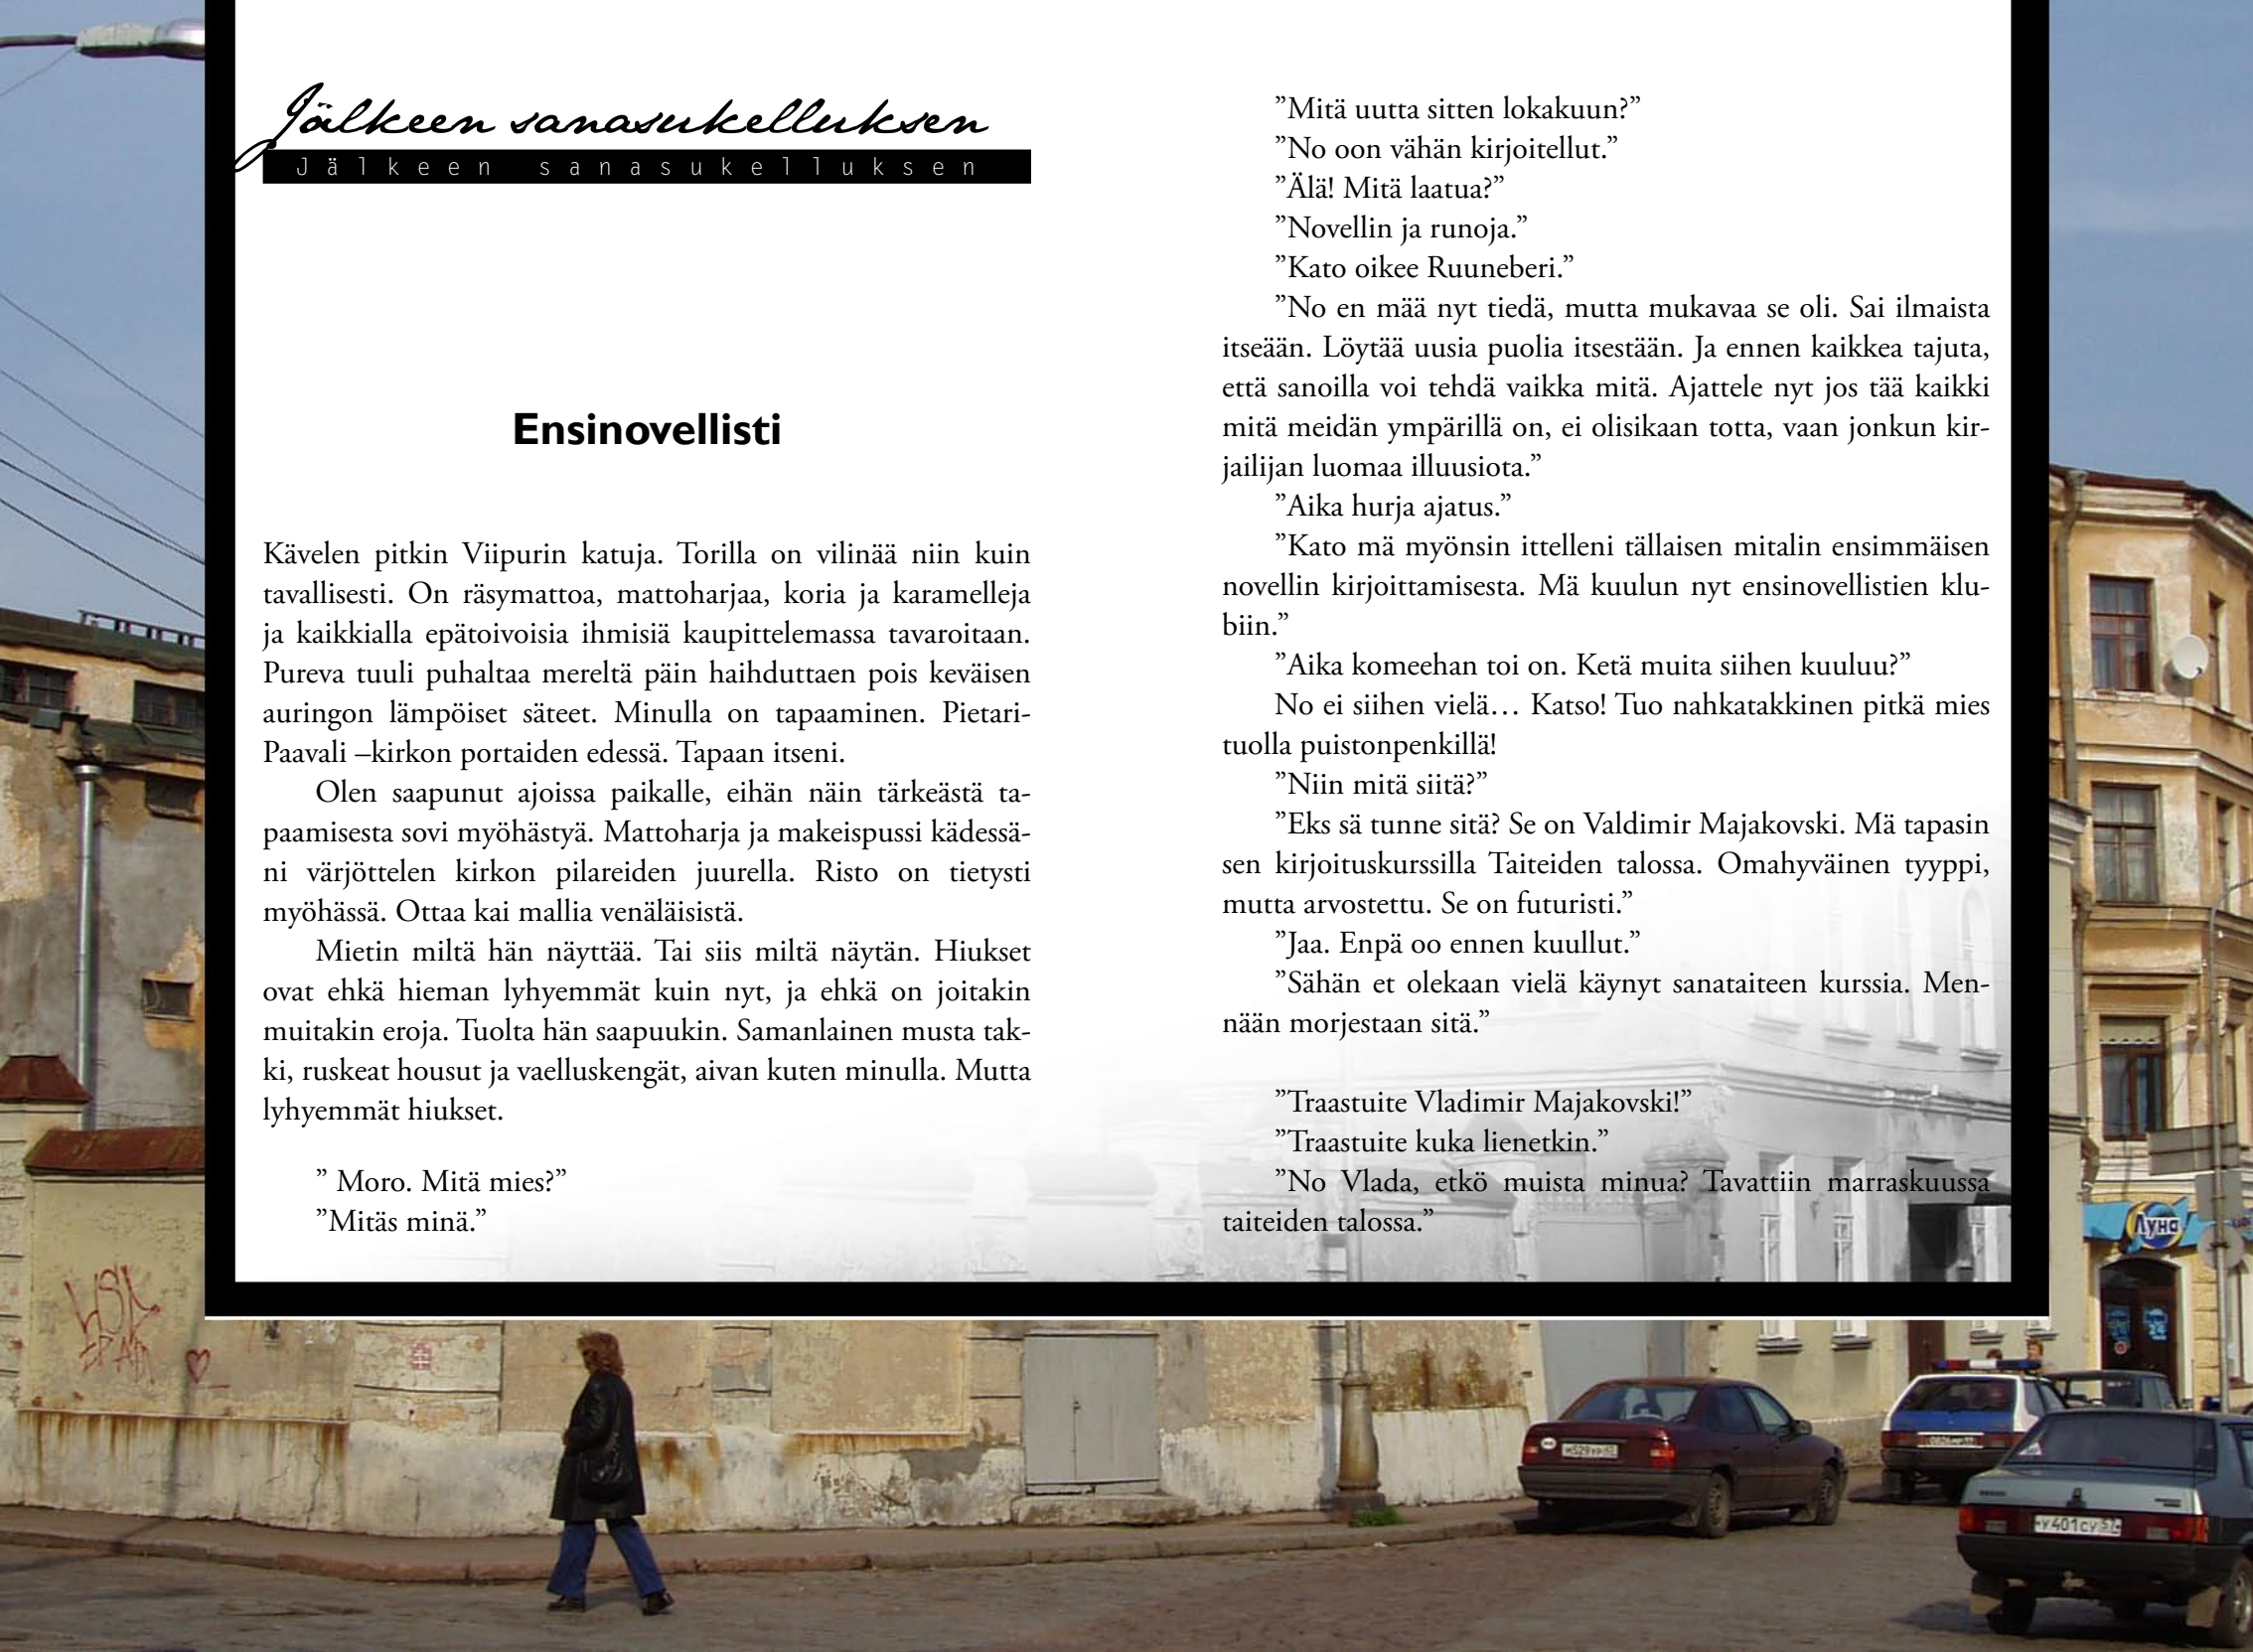 Jälkeen sanasukelluksen
Jälkeen sanasukelluksen
Ensinovellisti
Kävelen pitkin Viipurin katuja. Torilla on vilinää niin kuin
tavallisesti. On räsymattoa, mattoharjaa, koria ja karamelleja
ja kaikkialla epätoivoisia ihmisiä kaupittelemassa tavaroitaan.
Pureva tuuli puhaltaa mereltä päin haihduttaen pois keväisen
auringon lämpöiset säteet. Minulla on tapaaminen. Pietari-
Paavali –kirkon portaiden edessä. Tapaan itseni.
Olen saapunut ajoissa paikalle, eihän näin tärkeästä ta-
paamisesta sovi myöhästyä. Mattoharja ja makeispussi kädessä-
ni värjöttelen kirkon pilareiden juurella. Risto on tietysti
myöhässä. Ottaa kai mallia venäläisistä.
Mietin miltä hän näyttää. Tai siis miltä näytän. Hiukset
ovat ehkä hieman lyhyemmät kuin nyt, ja ehkä on joitakin
muitakin eroja. Tuolta hän saapuukin. Samanlainen musta tak-
ki, ruskeat housut ja vaelluskengät, aivan kuten minulla. Mutta
lyhyemmät hiukset.
” Moro. Mitä mies?”
”Mitäs minä.”
”Mitä uutta sitten lokakuun?”
”No oon vähän kirjoitellut.”
”Älä! Mitä laatua?”
”Novellin ja runoja.”
”Kato oikee Ruuneberi.”
”No en mää nyt tiedä, mutta mukavaa se oli. Sai ilmaista
itseään. Löytää uusia puolia itsestään. Ja ennen kaikkea tajuta,
että sanoilla voi tehdä vaikka mitä. Ajattele nyt jos tää kaikki
mitä meidän ympärillä on, ei olisikaan totta, vaan jonkun kir-
jailijan luomaa illuusiota.”
”Aika hurja ajatus.”
”Kato mä myönsin ittelleni tällaisen mitalin ensimmäisen
novellin kirjoittamisesta. Mä kuulun nyt ensinovellistien klu-
biin.”
”Aika komeehan toi on. Ketä muita siihen kuuluu?”
No ei siihen vielä… Katso! Tuo nahkatakkinen pitkä mies
tuolla puistonpenkillä!
”Niin mitä siitä?”
”Eks sä tunne sitä? Se on Valdimir Majakovski. Mä tapasin
sen kirjoituskurssilla Taiteiden talossa. Omahyväinen tyyppi,
mutta arvostettu. Se on futuristi.”
”Jaa. Enpä oo ennen kuullut.”
”Sähän et olekaan vielä käynyt sanataiteen kurssia. Men-
nään morjestaan sitä.”
”Traastuite Vladimir Majakovski!”
”Traastuite kuka lienetkin.”
”No Vlada, etkö muista minua? Tavattiin marraskuussa
taiteiden talossa.”
Луна
24
у401су